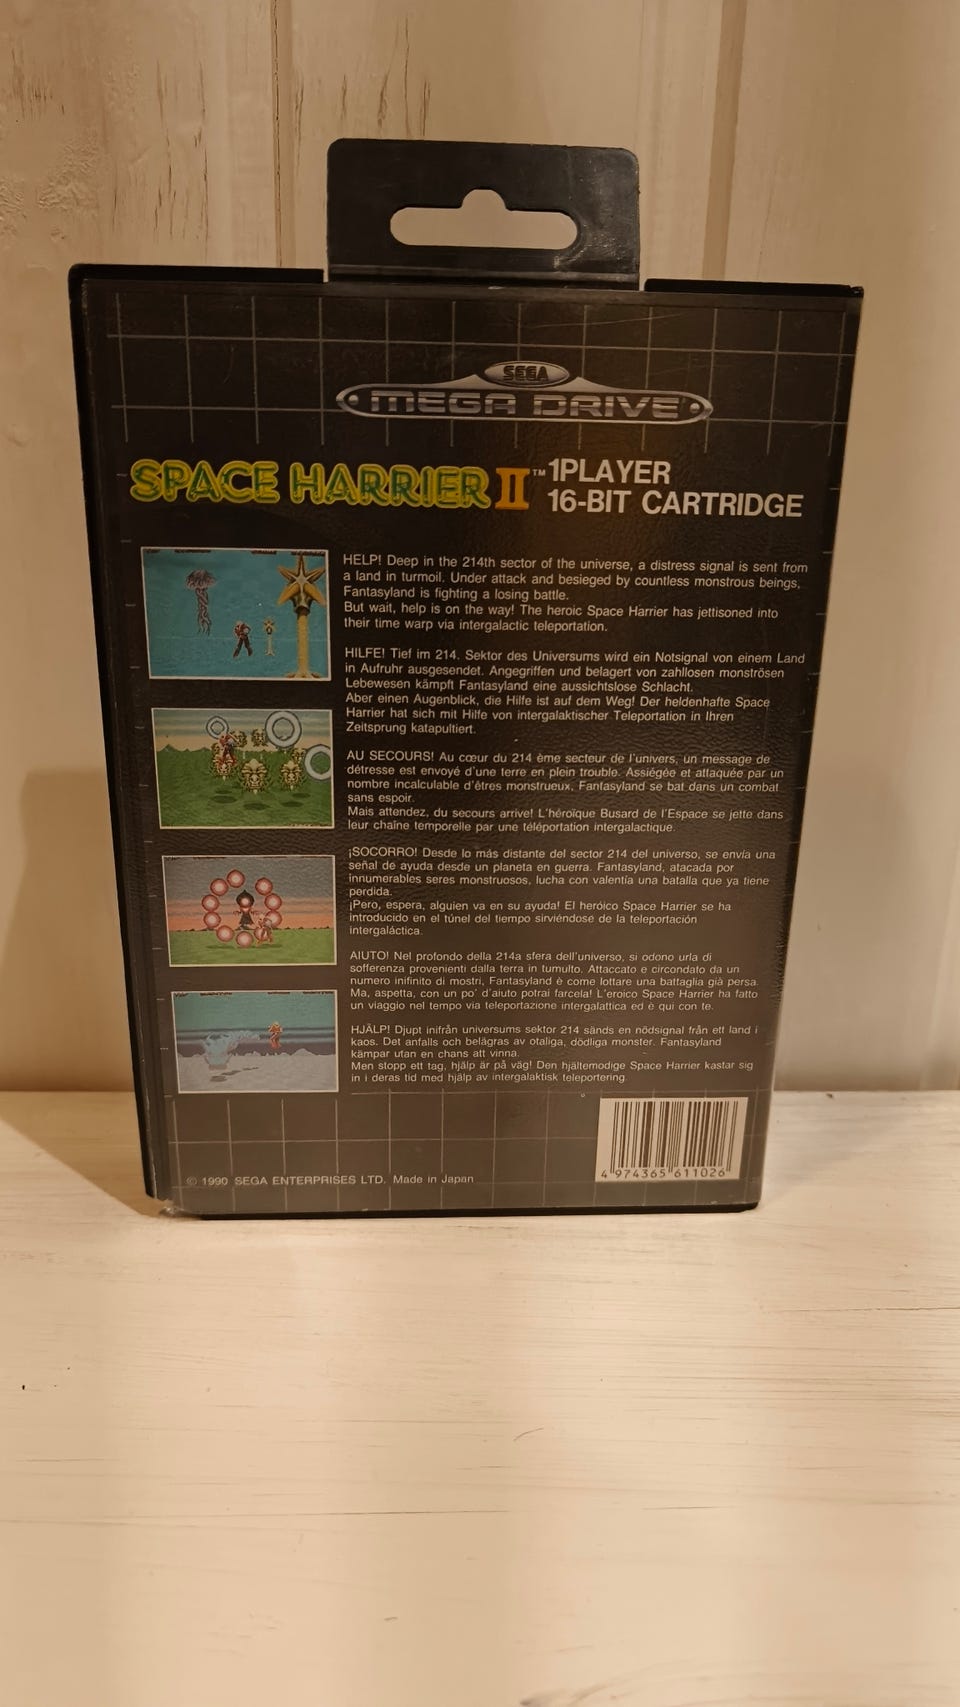 SEGA
MEGA DRIVE
SPACE HARRIER II™ 1PLAYER
16-BIT CARTRIDGE
HELP! Deep in the 214th sector of the universe, a distress signal is sent from
a land in turmoil. Under attack and besieged by countless monstrous beings,
Fantasyland is fighting a losing battle.
But wait, help is on the way! The heroic Space Harrier has jettisoned into
their time warp via intergalactic teleportation.
HILFE! Tief im 214. Sektor des Universums wird ein Notsignal von einem Land
in Aufruhr ausgesendet. Angegriffen und belagert von zahllosen monströsen
Lebewesen kämpft Fantasyland eine aussichtslose Schlacht.
Aber einen Augenblick, die Hilfe ist auf dem Weg! Der heldenhafte Space
Harrier hat sich mit Hilfe von intergalaktischer Teleportation in Ihren
Zeitsprung katapultiert.
AU SECOURS! Au cœur du 214 ème secteur de l'univers, un message de
détresse est envoyé d'une terre en plein trouble. Assiégée et attaquée par un
nombre incalculable d'êtres monstrueux, Fantasyland se bat dans un combat
sans espoir.
Mais attendez, du secours arrive! L'héroïque Busard de l'Espace se jette dans
leur chaîne temporelle par une téléportation intergalactique.
¡SOCORRO! Desde lo más distante del sector 214 del universo, se envía una
señal de ayuda desde un planeta en guerra. Fantasyland, atacada por
innumerables seres monstruosos, lucha con valentía una batalla que ya tiene
perdida.
¡Pero, espera, alguien va en su ayuda! El heróico Space Harrier se ha
introducido en el túnel del tiempo sirviéndose de la teleportación
intergaláctica.
AIUTO! Nel profondo della 214a sfera dell'universo, si odono urla di
sofferenza provenienti dalla terra in tumulto. Attaccato e circondato da un
numero inifinito di mostri, Fantasyland è come lottare una battaglia già persa.
Ma, aspetta, con un po' d'aiuto potrai farcela! L'eroico Space Harrier ha fatto
un viaggio nel tempo via teleportazione intergalattica ed è qui con te.
HJÄLP! Djupt inifrån universums sektor 214 sänds en nödsignal från ett land i
kaos. Det anfalls och belägras av otaliga, dödliga monster. Fantasyland
kämpar utan en chans att vinna.
Men stopp ett tag, hjälp är på väg! Den hjältemodige Space Harrier kastar sig
in i deras tid med hjälp av intergalaktisk teleportering.
4 974365 611026
© 1990 SEGA ENTERPRISES LTD. Made in Japan